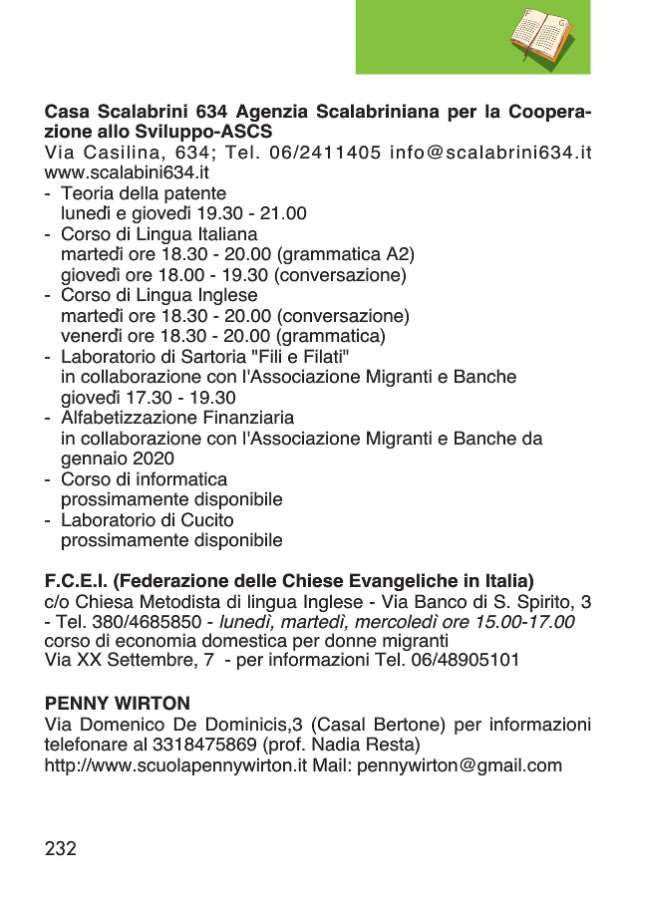 F G
Casa Scalabrini 634 Agenzia Scalabriniana per la Coopera-
zione allo Sviluppo-ASCS
Via Casilina, 634; Tel. 06/2411405 info@scalabrini634.it
www.scalabini634.it
- Teoria della patente
lunedì e giovedì 19.30 - 21.00
- Corso di Lingua Italiana
martedì ore 18.30 - 20.00 (grammatica A2)
giovedì ore 18.00 - 19.30 (conversazione)
- Corso di Lingua Inglese
martedì ore 18.30 - 20.00 (conversazione)
venerdì ore 18.30 - 20.00 (grammatica)
- Laboratorio di Sartoria "Fili e Filati"
in collaborazione con l'Associazione Migranti e Banche
giovedì 17.30 - 19.30
- Alfabetizzazione Finanziaria
in collaborazione con l'Associazione Migranti e Banche da
gennaio 2020
- Corso di informatica
prossimamente disponibile
- Laboratorio di Cucito
prossimamente disponibile
F.C.E.I. (Federazione delle Chiese Evangeliche in Italia)
c/o Chiesa Metodista di lingua Inglese - Via Banco di S. Spirito, 3
- Tel. 380/4685850 - lunedì, martedì, mercoledì ore 15.00-17.00
corso di economia domestica per donne migranti
Via XX Settembre, 7 - per informazioni Tel. 06/48905101
PENNY WIRTON
Via Domenico De Dominicis,3 (Casal Bertone) per informazioni
telefonare al 3318475869 (prof. Nadia Resta)
http://www.scuolapennywirton.it Mail: pennywirton@gmail.com
232